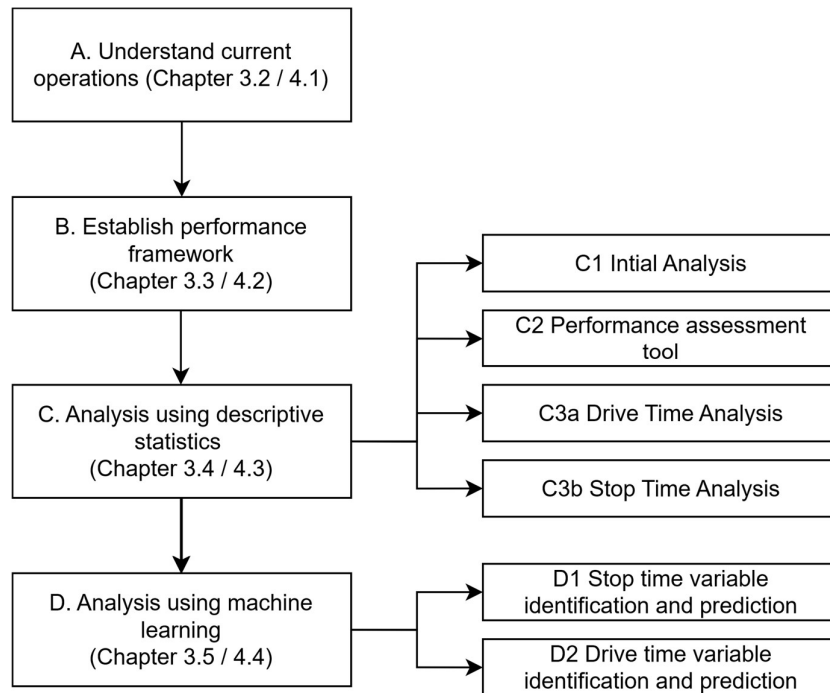 A. Understand current
operations (Chapter 3.2 / 4.1)
B. Establish performance
framework
(Chapter 3.3 / 4.2)
C1 Intial Analysis
C2 Performance assessment
tool
C. Analysis using descriptive
statistics
(Chapter 3.4 / 4.3)
C3a Drive Time Analysis
C3b Stop Time Analysis
D. Analysis using machine
learning
(Chapter 3.5 / 4.4)
D1 Stop time variable
identification and prediction
D2 Drive time variable
identification and prediction